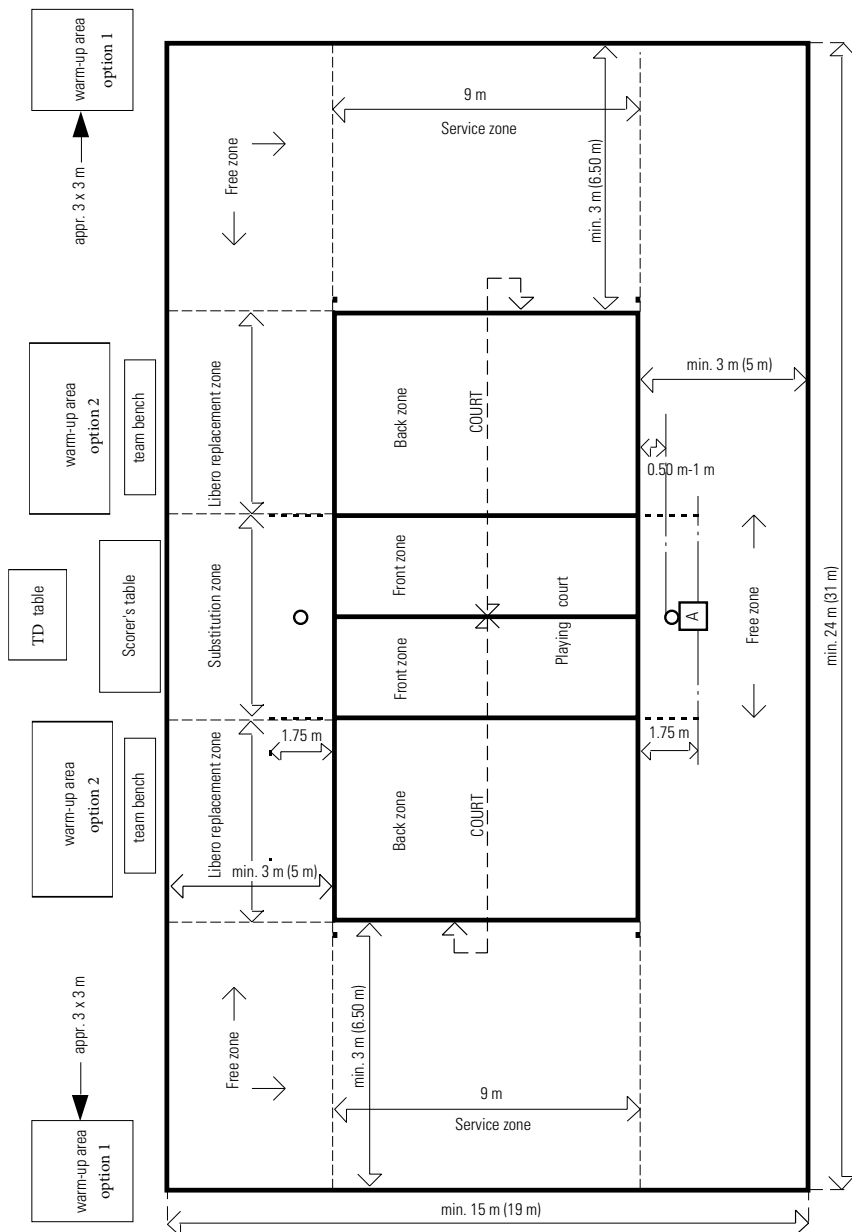 warm-up area
option 1
appr. 3 x 3 m
warm-up area
option 2
team bench
TD table
Scorer's table
warm-up area
option 2
team bench
appr. 3 x 3 m
warm-up area
option 1
Free zone
9 m
Service zone
min. 3 m (6.50 m)
Libero replacement zone
Back zone
COURT
min. 3 m (5 m)
0.50 m-1 m
Substitution zone
Front zone
Front zone
Playing court
A
Free zone
min. 24 m (31 m)
1.75 m
1.75 m
Libero replacement zone
Back zone
COURT
min. 3 m (5 m)
Free zone
min. 3 m (6.50 m)
9 m
Service zone
min. 15 m (19 m)